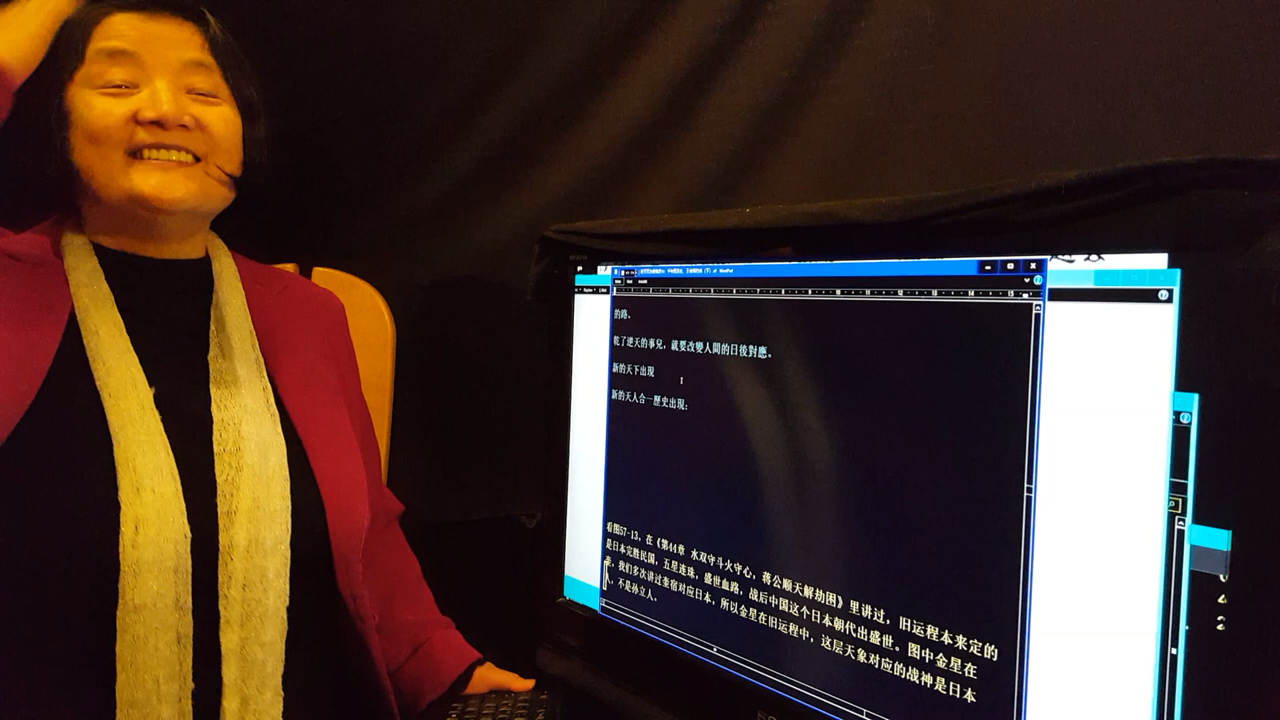 的路。
乾了逆天的事兒，就要改變人間的日後對應。
新的天下出現
新的天人合一歷史出現：
看图57-13，在《第44章 水双守斗火守心，蒋公顺天解劫困》里讲过，旧运程本来定的
是日本完胜民国，五星连珠，盛世血路，战后中国这个日本朝代出盛世。图中金星在
，我们多次讲过娄宿对应日本，所以金星在旧运程中，这层天象对应的战神是日本
人，不是孙立人。